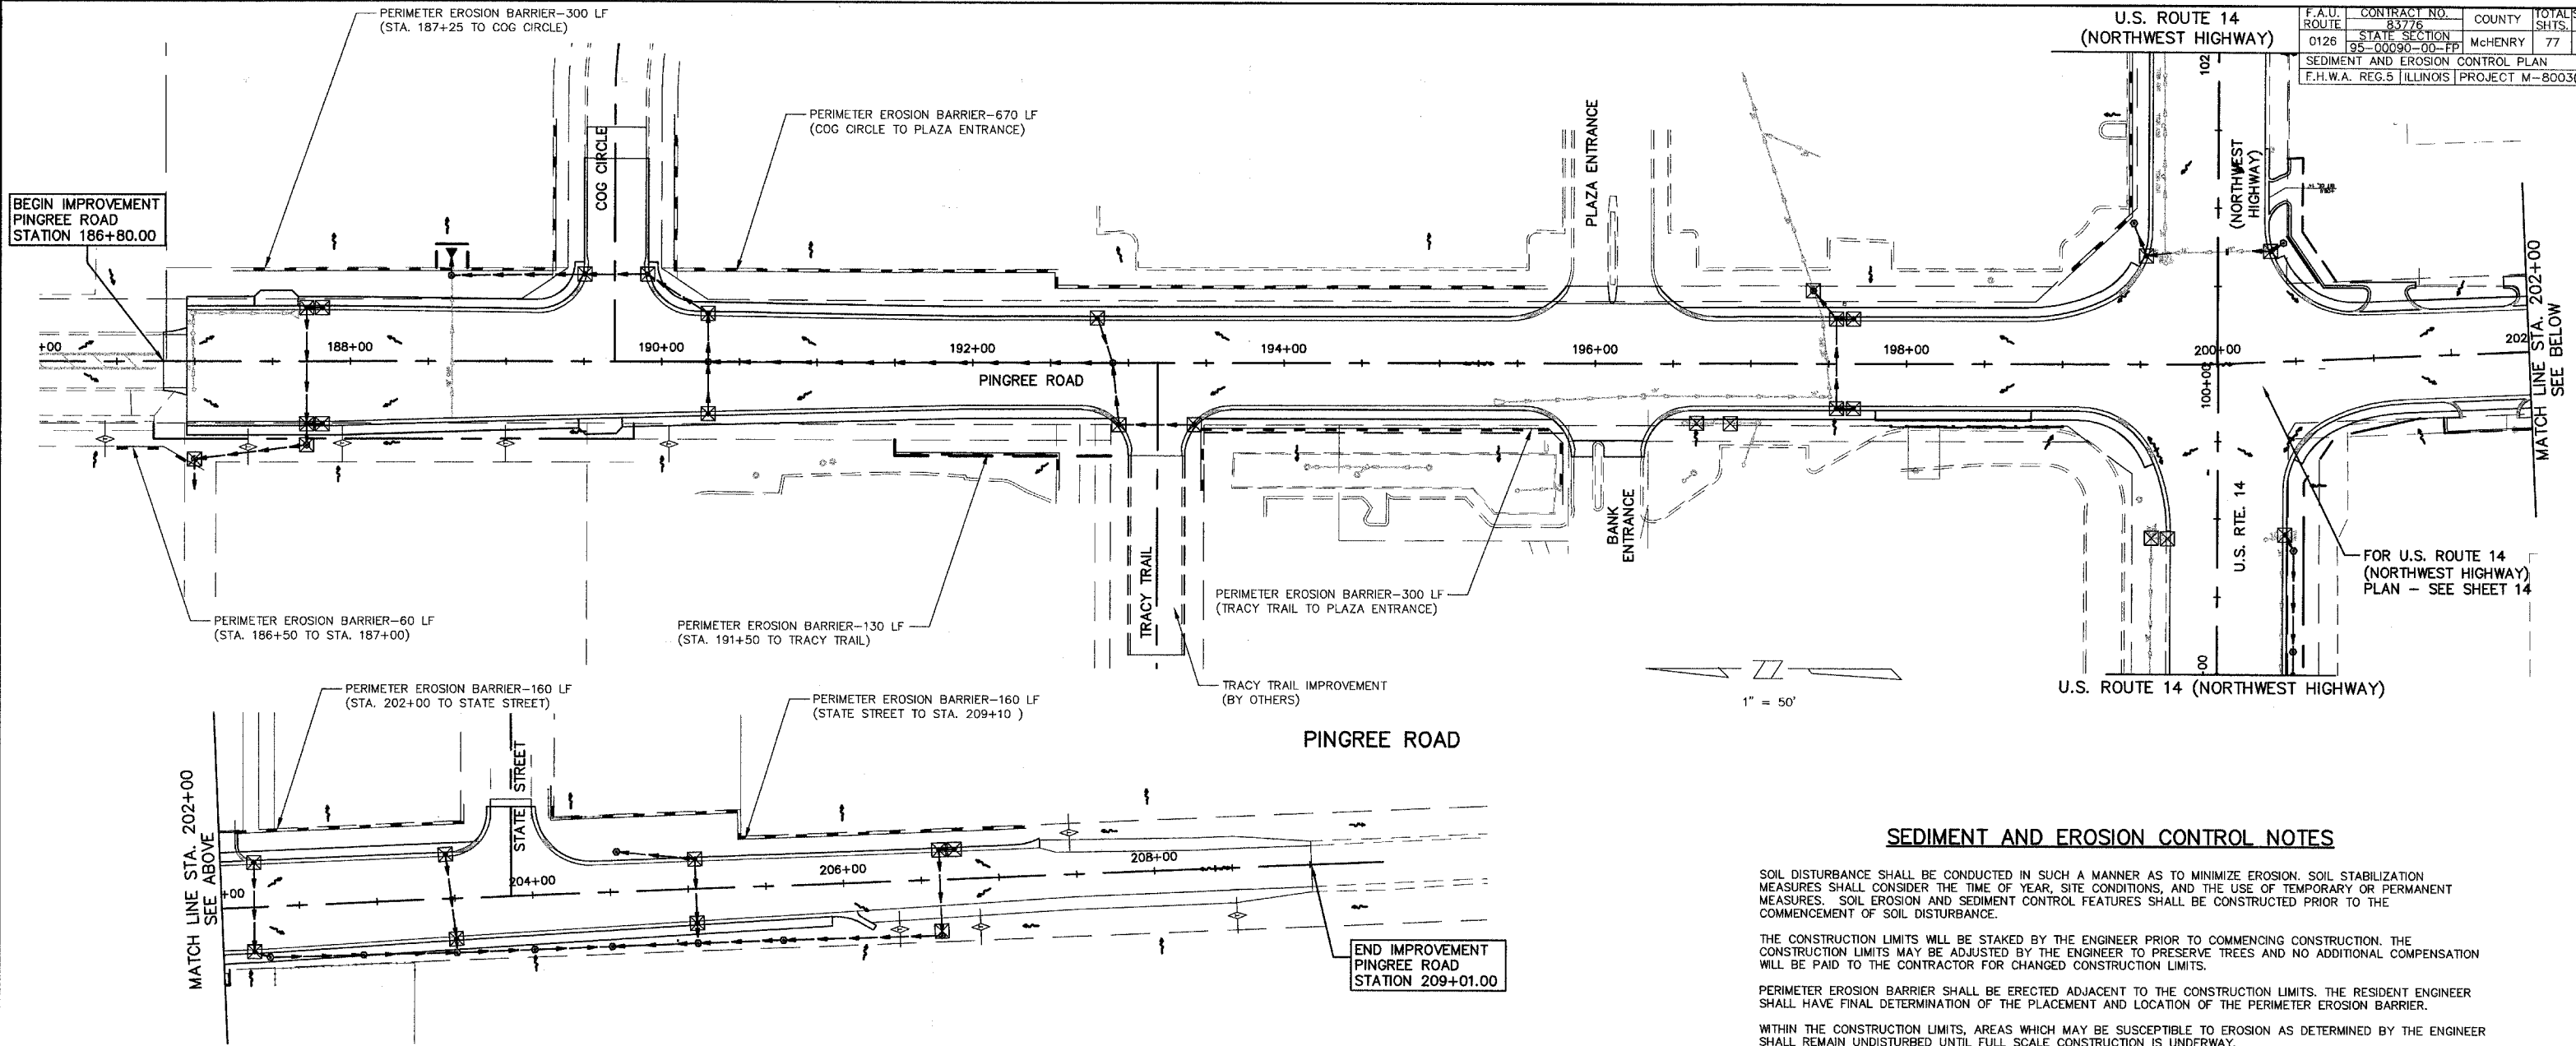 PERIMETER EROSION BARRIER-300 LF
(STA. 187+25 TO COG CIRCLE)
U.S. ROUTE 14
(NORTHWEST HIGHWAY)
F.A.U. ROUTE
CONTRACT NO.
83776
COUNTY
TOTAL SHTS.
0126
STATE SECTION
95-00090-00-FP
McHENRY
77
SEDIMENT AND EROSION CONTROL PLAN
F.H.W.A. REG.5
ILLINOIS
PROJECT M-8003
PERIMETER EROSION BARRIER-670 LF
(COG CIRCLE TO PLAZA ENTRANCE)
COG CIRCLE
PLAZA ENTRANCE
102
(NORTHWEST
HIGHWAY)
BEGIN IMPROVEMENT
PINGREE ROAD
STATION 186+80.00
+00
188+00
190+00
192+00
194+00
196+00
198+00
200+00
202
100+00
PINGREE ROAD
MATCH LINE STA. 202+00
SEE BELOW
TRACY TRAIL
BANK
ENTRANCE
U.S. RTE. 14
FOR U.S. ROUTE 14
(NORTHWEST HIGHWAY)
PLAN - SEE SHEET 14
PERIMETER EROSION BARRIER-60 LF
(STA. 186+50 TO STA. 187+00)
PERIMETER EROSION BARRIER-130 LF
(STA. 191+50 TO TRACY TRAIL)
PERIMETER EROSION BARRIER-300 LF
(TRACY TRAIL TO PLAZA ENTRANCE)
TRACY TRAIL IMPROVEMENT
(BY OTHERS)
1" = 50'
+00
U.S. ROUTE 14 (NORTHWEST HIGHWAY)
PERIMETER EROSION BARRIER-160 LF
(STA. 202+00 TO STATE STREET)
PERIMETER EROSION BARRIER-160 LF
(STATE STREET TO STA. 209+10 )
PINGREE ROAD
MATCH LINE STA. 202+00
SEE ABOVE
STATE STREET
+00
204+00
206+00
208+00
END IMPROVEMENT
PINGREE ROAD
STATION 209+01.00
SEDIMENT AND EROSION CONTROL NOTES
SOIL DISTURBANCE SHALL BE CONDUCTED IN SUCH A MANNER AS TO MINIMIZE EROSION. SOIL STABILIZATION
MEASURES SHALL CONSIDER THE TIME OF YEAR, SITE CONDITIONS, AND THE USE OF TEMPORARY OR PERMANENT
MEASURES. SOIL EROSION AND SEDIMENT CONTROL FEATURES SHALL BE CONSTRUCTED PRIOR TO THE
COMMENCEMENT OF SOIL DISTURBANCE.
THE CONSTRUCTION LIMITS WILL BE STAKED BY THE ENGINEER PRIOR TO COMMENCING CONSTRUCTION. THE
CONSTRUCTION LIMITS MAY BE ADJUSTED BY THE ENGINEER TO PRESERVE TREES AND NO ADDITIONAL COMPENSATION
WILL BE PAID TO THE CONTRACTOR FOR CHANGED CONSTRUCTION LIMITS.
PERIMETER EROSION BARRIER SHALL BE ERECTED ADJACENT TO THE CONSTRUCTION LIMITS. THE RESIDENT ENGINEER
SHALL HAVE FINAL DETERMINATION OF THE PLACEMENT AND LOCATION OF THE PERIMETER EROSION BARRIER.
WITHIN THE CONSTRUCTION LIMITS, AREAS WHICH MAY BE SUSCEPTIBLE TO EROSION AS DETERMINED BY THE ENGINEER
SHALL REMAIN UNDISTURBED UNTIL FULL SCALE CONSTRUCTION IS UNDERWAY.